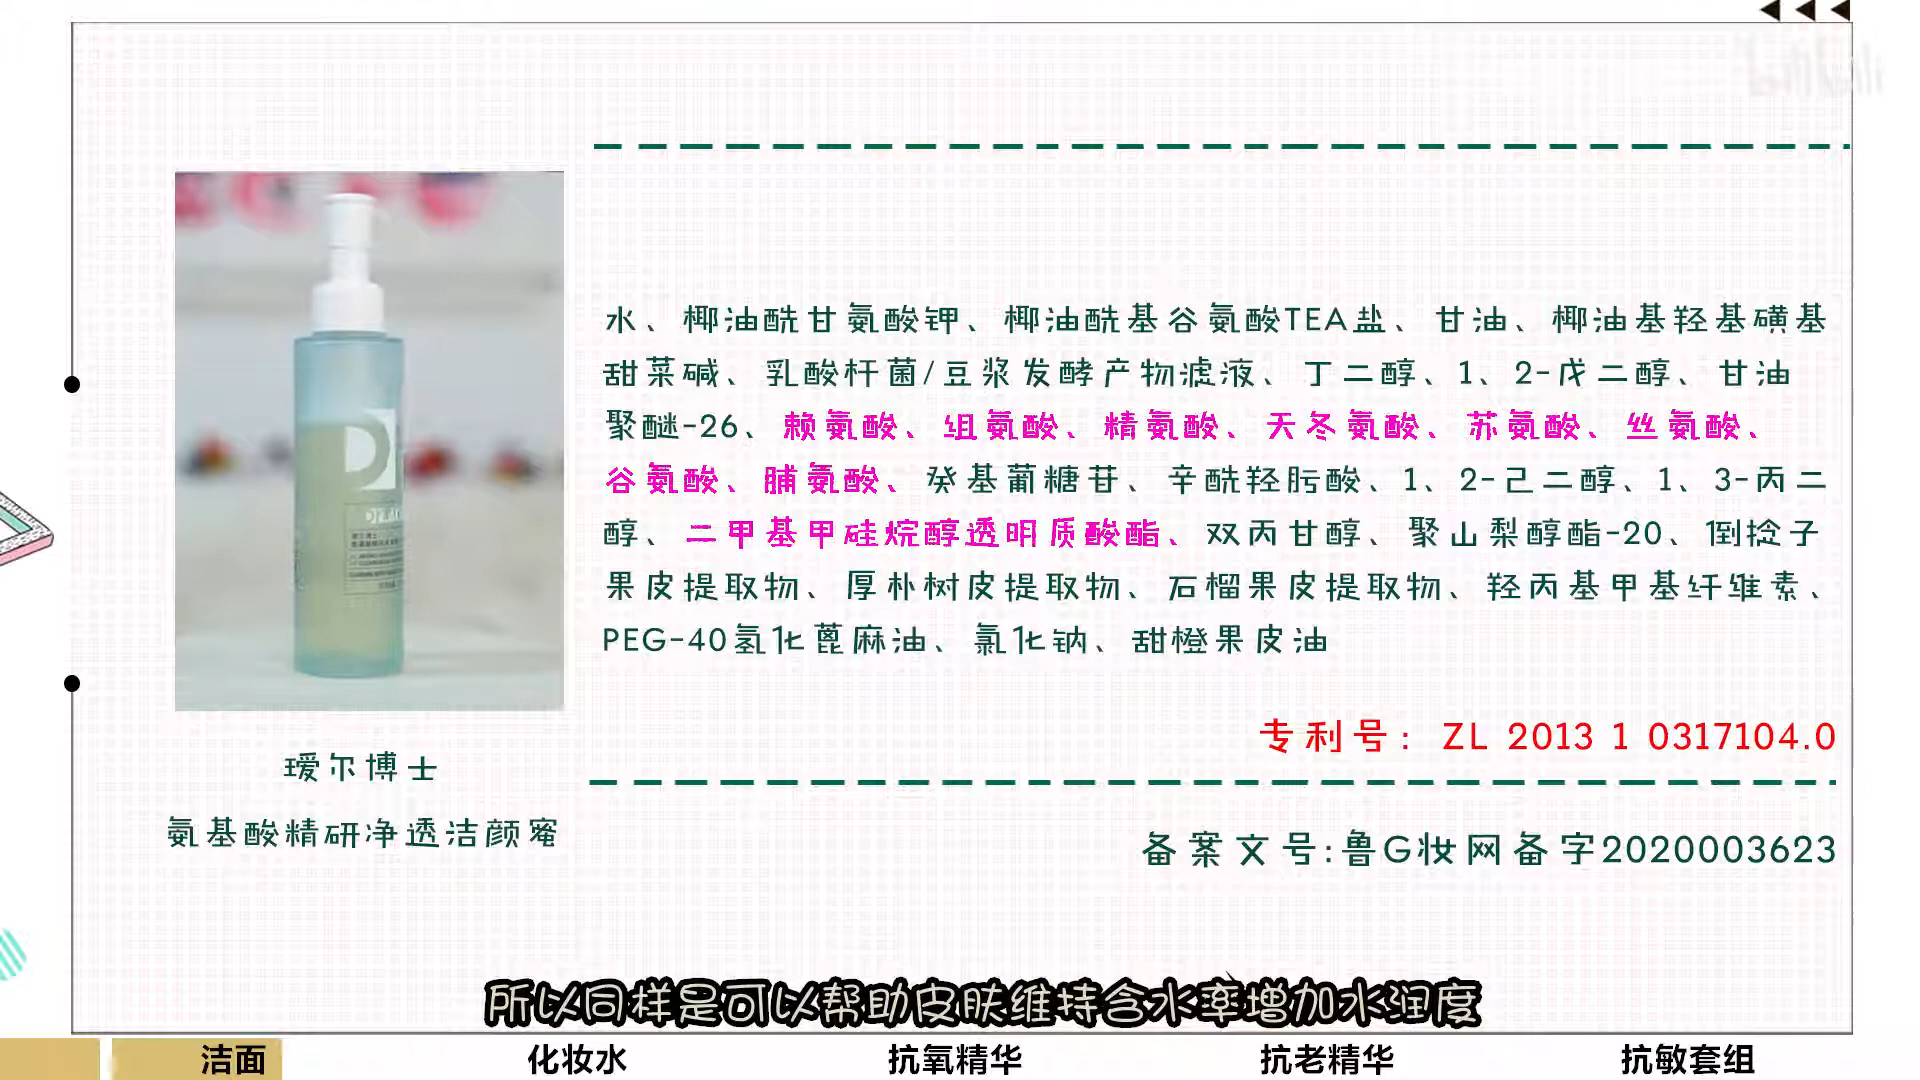 bilibili
水、椰油酰甘氨酸钾、椰油酰基谷氨酸TEA盐、甘油、椰油基羟基磺基
甜菜碱、乳酸杆菌/豆浆发酵产物滤液、丁二醇、1、2-戊二醇、甘油
聚醚-26、赖氨酸、组氨酸、精氨酸、天冬氨酸、苏氨酸、丝氨酸、
谷氨酸、脯氨酸、癸基葡糖苷、辛酰羟肟酸、1、2-己二醇、1、3-丙二
醇、二甲基甲硅烷醇透明质酸酯、双丙甘醇、聚山梨醇酯-20、倒捻子
果皮提取物、厚朴树皮提取物、石榴果皮提取物、羟丙基甲基纤维素、
PEG-40氢化蓖麻油、氯化钠、甜橙果皮油
专利号： ZL 2013 1 0317104.0
瑷尔博士
氨基酸精研净透洁颜蜜
备案文号:鲁G妆网备字2020003623
所以同样是可以帮助皮肤维持含水率增加水润度
洁面
化妆水
抗氧精华
抗老精华
抗敏套组